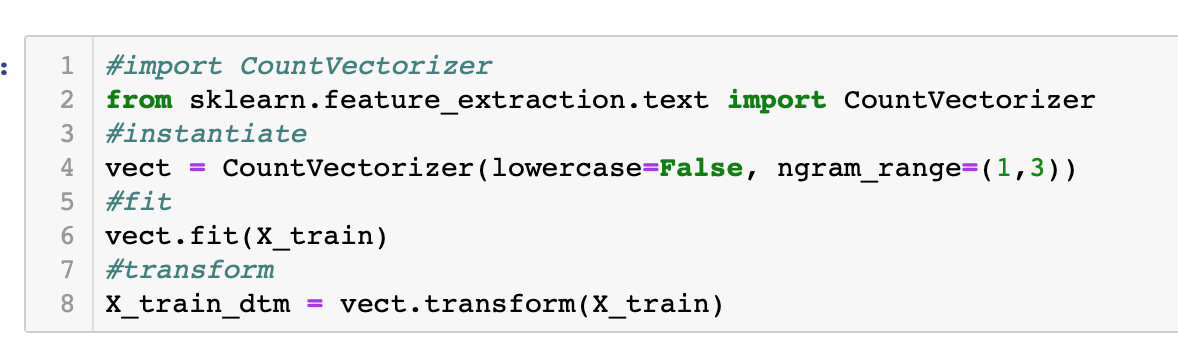 :
1 #import CountVectorizer
2 from sklearn.feature_extraction.text import CountVectorizer
3 #instantiate
4 vect = CountVectorizer(lowercase=False, ngram_range=(1,3))
5 #fit
6 vect.fit(X_train)
7 #transform
8 X_train_dtm = vect.transform(X_train)